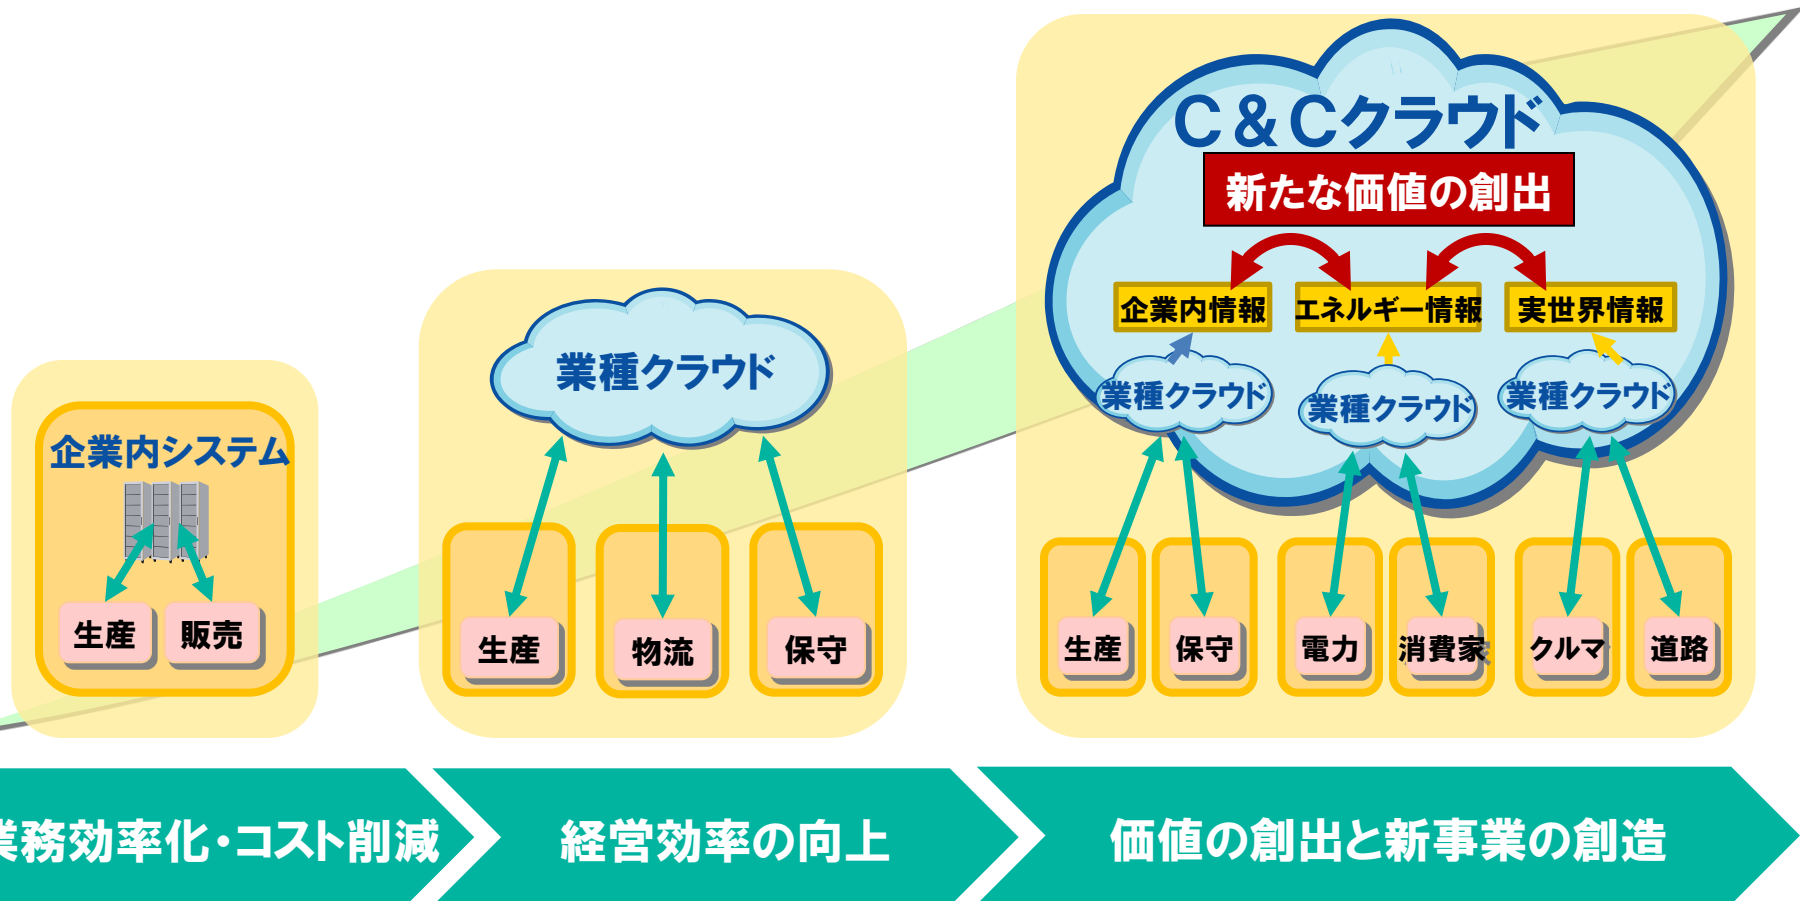 企業内システム
生産
販売
業種クラウド
生産
物流
保守
C&Cクラウド
新たな価値の創出
企業内情報
エネルギー情報
実世界情報
業種クラウド
業種クラウド
業種クラウド
生産
保守
電力
消費家
クルマ
道路
業務効率化・コスト削減
経営効率の向上
価値の創出と新事業の創造